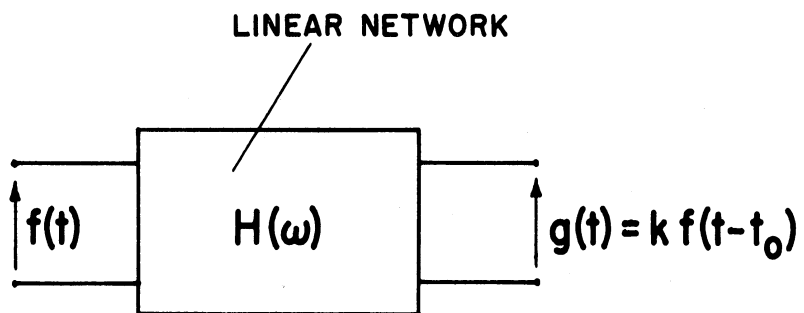 LINEAR NETWORK
f(t)
H(ω)
g(t) = k f(t-t₀)